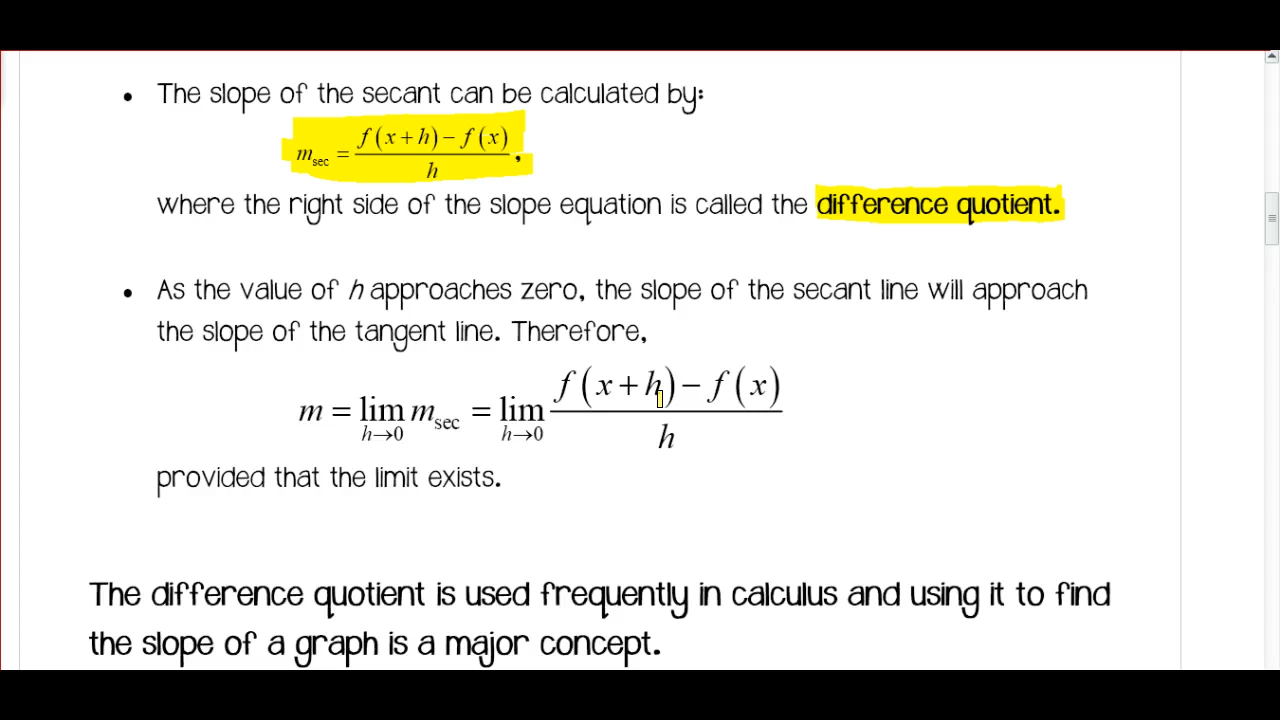 • The slope of the secant can be calculated by:
m_sec = (f(x+h) − f(x)) / h,
where the right side of the slope equation is called the difference quotient.
• As the value of h approaches zero, the slope of the secant line will approach
the slope of the tangent line. Therefore,
m = lim_{h→0} m_sec = lim_{h→0} (f(x+h) − f(x)) / h
provided that the limit exists.
The difference quotient is used frequently in calculus and using it to find
the slope of a graph is a major concept.